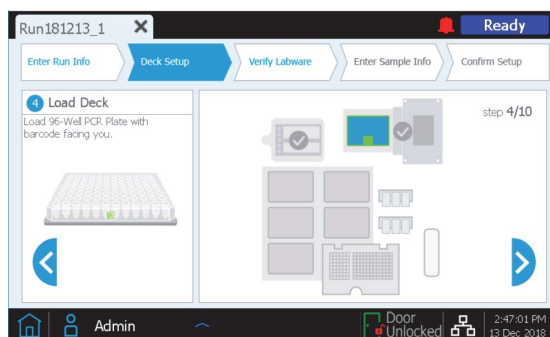 Run181213_1
Ready
Enter Run Info
Deck Setup
Verify Labware
Enter Sample Info
Confirm Setup
4 Load Deck
Load 96-Well PCR Plate with
barcode facing you.
step 4/10
Admin
Door
Unlocked
2:47:01 PM
13 Dec 2018